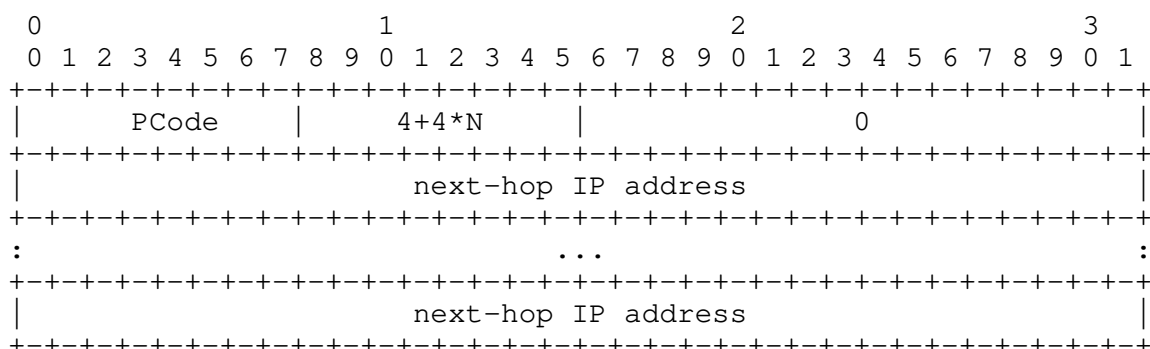 0                   1                   2                   3
 0 1 2 3 4 5 6 7 8 9 0 1 2 3 4 5 6 7 8 9 0 1 2 3 4 5 6 7 8 9 0 1
+-+-+-+-+-+-+-+-+-+-+-+-+-+-+-+-+-+-+-+-+-+-+-+-+-+-+-+-+-+-+-+-+
|      PCode    |     4+4*N     |               0               |
+-+-+-+-+-+-+-+-+-+-+-+-+-+-+-+-+-+-+-+-+-+-+-+-+-+-+-+-+-+-+-+-+
|                      next-hop IP address                      |
+-+-+-+-+-+-+-+-+-+-+-+-+-+-+-+-+-+-+-+-+-+-+-+-+-+-+-+-+-+-+-+-+
:                              ...                              :
+-+-+-+-+-+-+-+-+-+-+-+-+-+-+-+-+-+-+-+-+-+-+-+-+-+-+-+-+-+-+-+-+
|                      next-hop IP address                      |
+-+-+-+-+-+-+-+-+-+-+-+-+-+-+-+-+-+-+-+-+-+-+-+-+-+-+-+-+-+-+-+-+